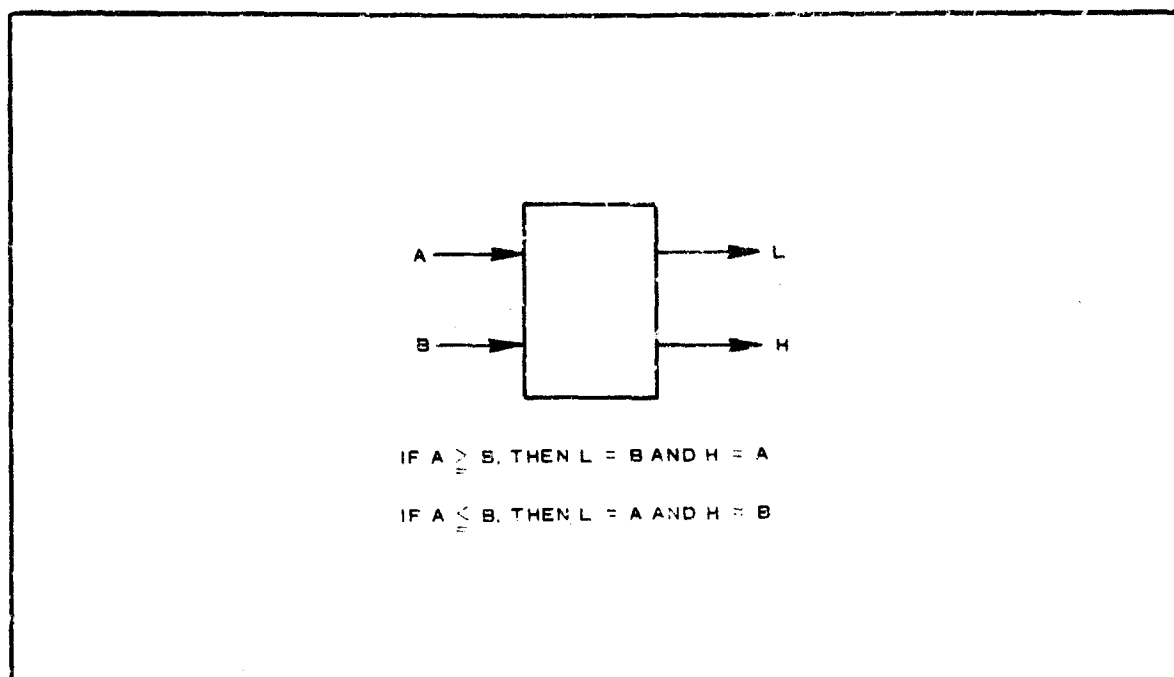 A L
B H
IF A ≧ B, THEN L = B AND H = A
IF A ≦ B, THEN L = A AND H = B